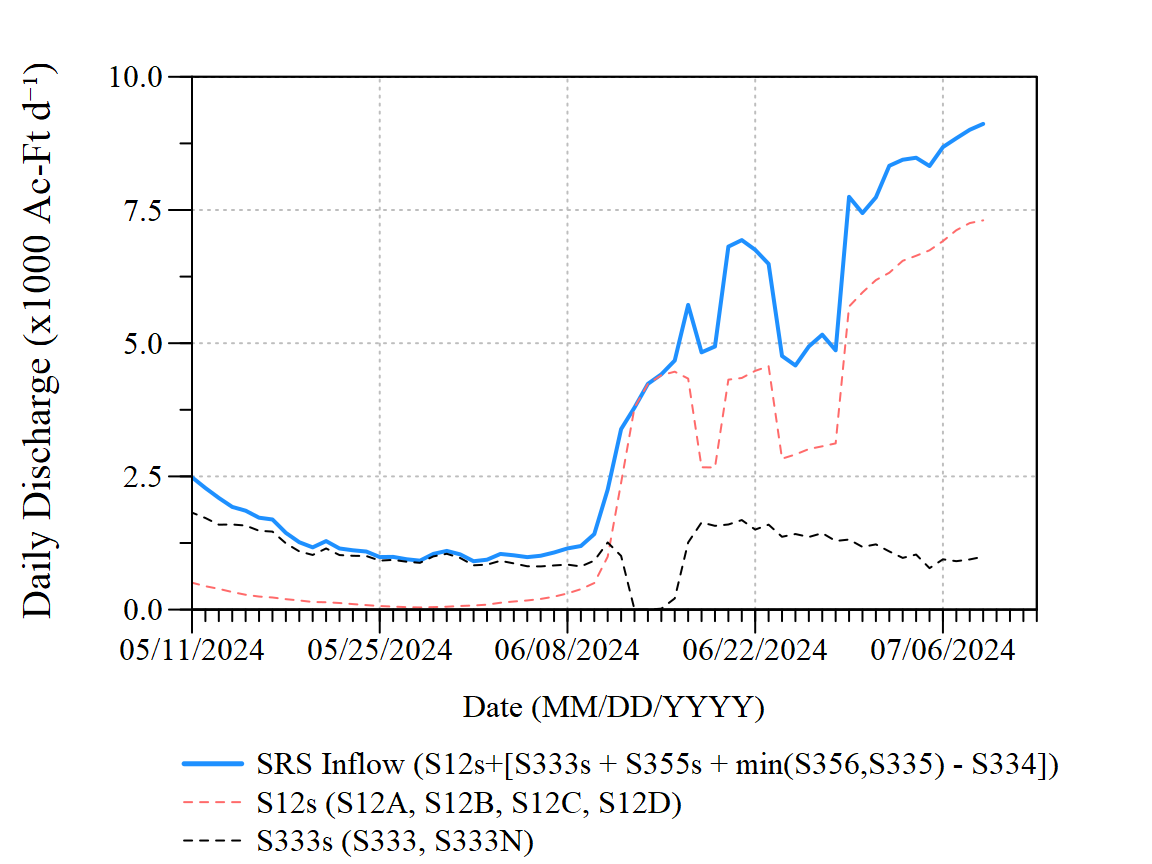 Daily Discharge (x1000 Ac-Ft d⁻¹)
10.0
7.5
5.0
2.5
0.0
05/11/2024 05/25/2024 06/08/2024 06/22/2024 07/06/2024
Date (MM/DD/YYYY)
SRS Inflow (S12s+[S333s + S355s + min(S356,S335) - S334])
S12s (S12A, S12B, S12C, S12D)
S333s (S333, S333N)